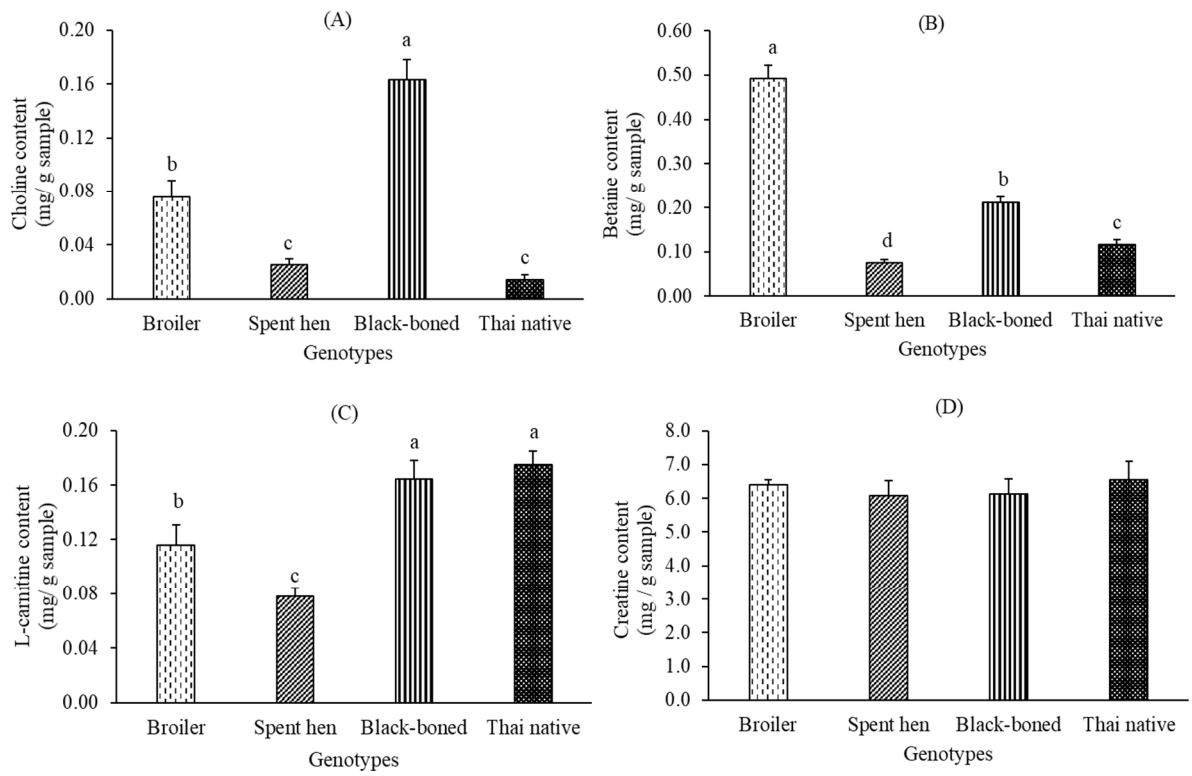 (A)
Choline content
(mg/ g sample)
0.20
0.16
0.12
0.08
0.04
0.00
b
c
a
c
Broiler
Spent hen
Black-boned
Thai native
Genotypes
(B)
Betaine content
(mg/ g sample)
0.60
0.50
0.40
0.30
0.20
0.10
0.00
a
d
b
c
Broiler
Spent hen
Black-boned
Thai native
Genotypes
(C)
L-carnitine content
(mg/ g sample)
0.20
0.16
0.12
0.08
0.04
0.00
b
c
a
a
Broiler
Spent hen
Black-boned
Thai native
Genotypes
(D)
Creatine content
(mg / g sample)
8.0
7.0
6.0
5.0
4.0
3.0
2.0
1.0
0.0
Broiler
Spent hen
Black-boned
Thai native
Genotypes